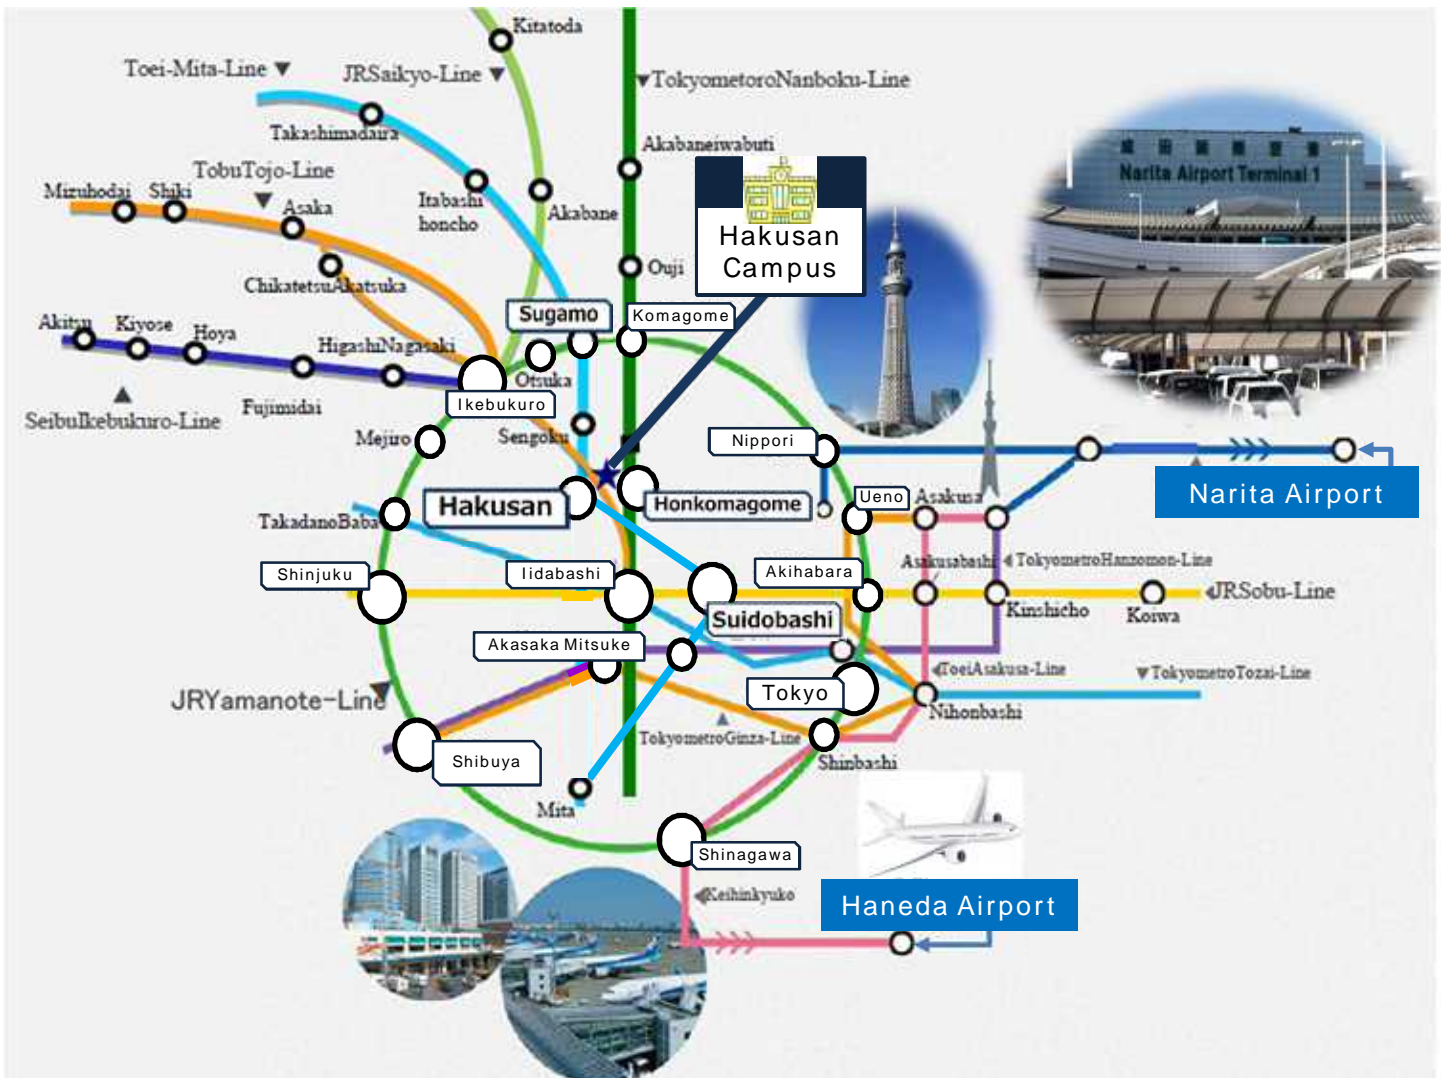 Kitatoda
Toei-Mita-Line
JRSaikyo-Line
TokyometoroNanboku-Line
Takashimadaira
Akabaneiwabuti
TobuTojo-Line
Narita Airport Terminal 1
Mizuhodai
Shiki
Asaka
Itabashi
honcho
Akabane
Hakusan
Campus
Ouji
ChikatetsuAkatsuka
Sugamo
Komagome
Akitsu
Kiyose
Hoya
HigashiNagasaki
Otsuka
Ikebukuro
Fujimidai
SeibuIkebukuro-Line
Mejiro
Sengoku
Nippori
Narita Airport
Hakusan
Honkomagome
Ueno
Asakusa
TakadanoBaba
Shinjuku
Iidabashi
Akihabara
Asakusabashi
TokyometroHanzomon-Line
JRSobu-Line
Kinshicho
Koiwa
Suidobashi
Akasaka Mitsuke
ToeiAsakusa-Line
TokyometroTozai-Line
Tokyo
JRYamanote-Line
Nihonbashi
TokyometroGinza-Line
Shibuya
Shinbashi
Mita
Shinagawa
Keihinkyuko
Haneda Airport